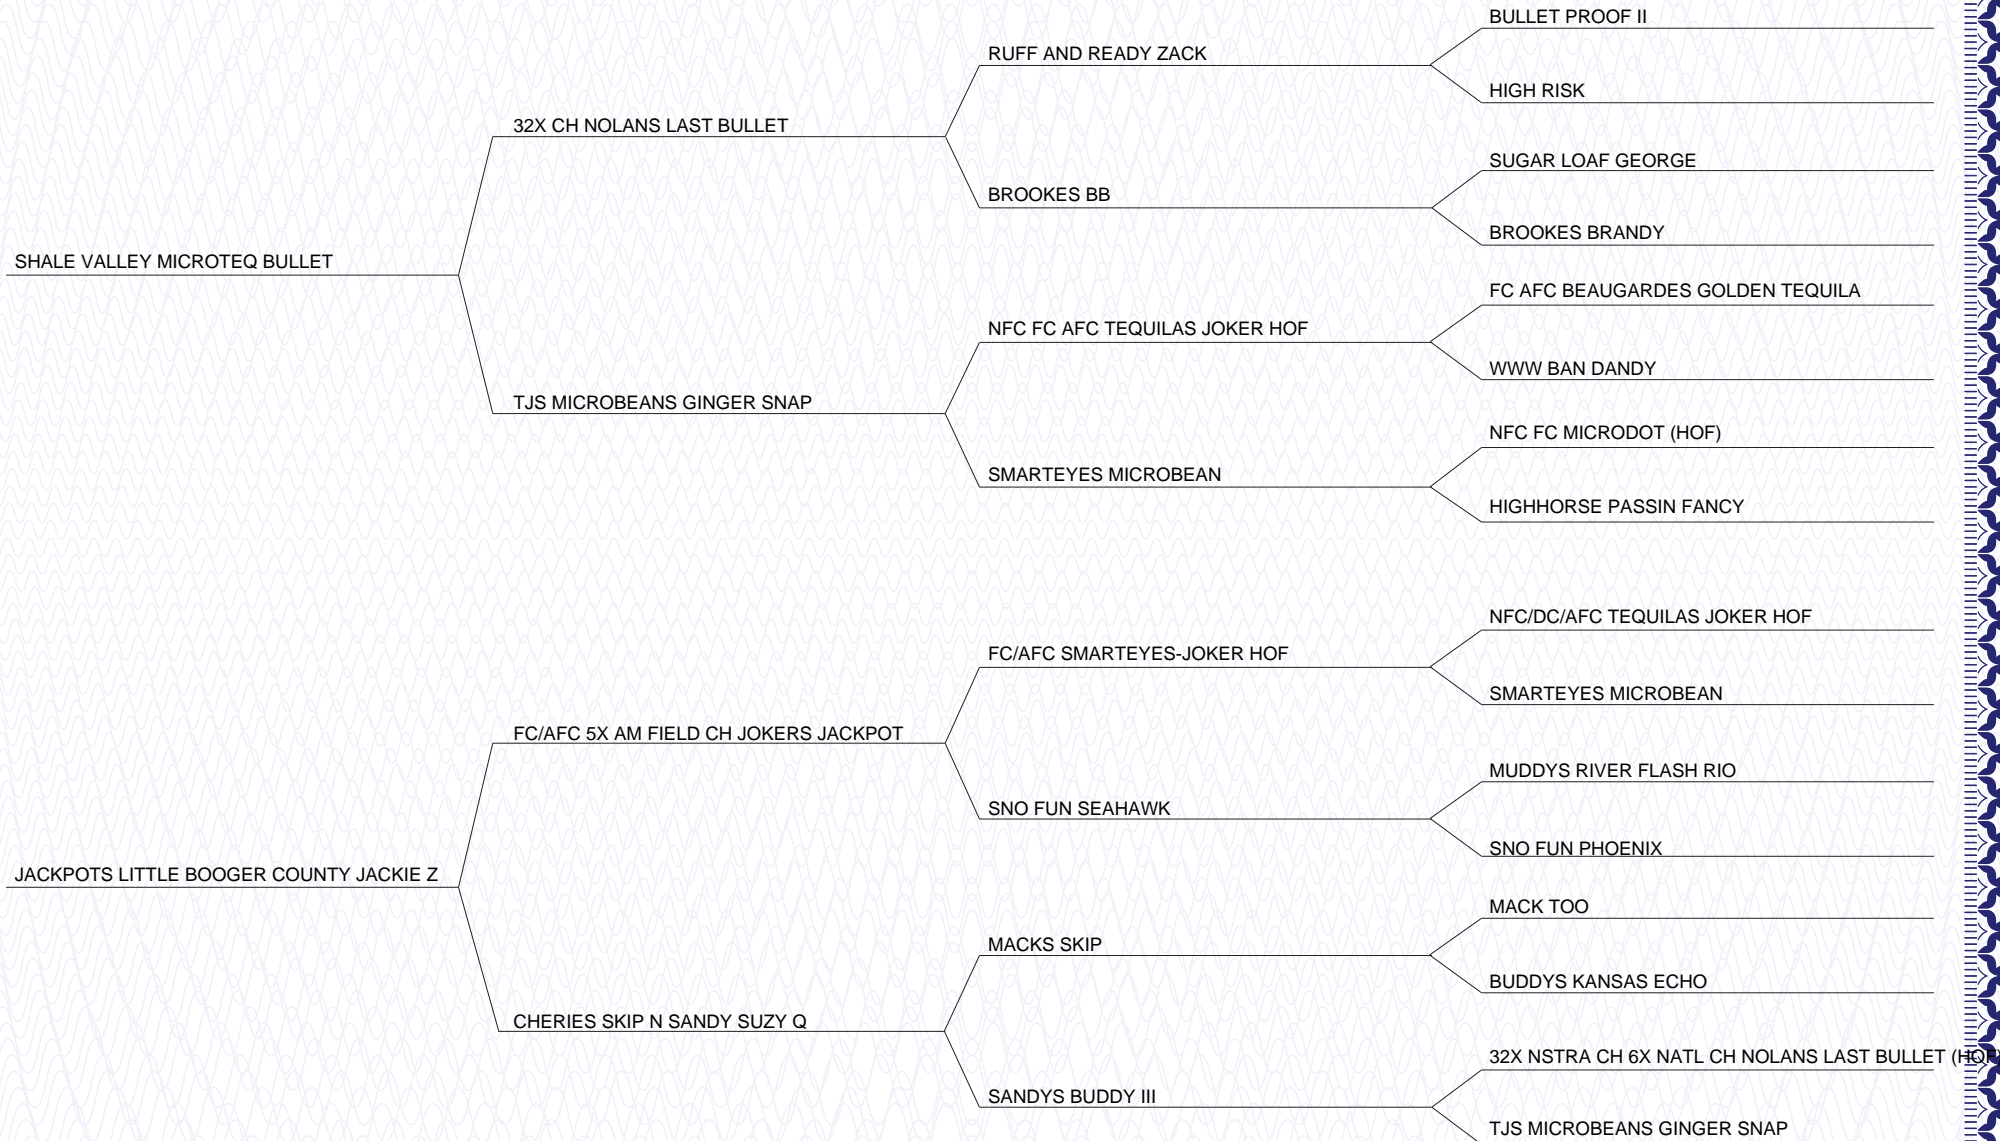 BULLET PROOF II
RUFF AND READY ZACK
HIGH RISK
32X CH NOLANS LAST BULLET
SUGAR LOAF GEORGE
BROOKES BB
BROOKES BRANDY
SHALE VALLEY MICROTEQ BULLET
FC AFC BEAUGARDES GOLDEN TEQUILA
NFC FC AFC TEQUILAS JOKER HOF
WWW BAN DANDY
TJS MICROBEANS GINGER SNAP
NFC FC MICRODOT (HOF)
SMARTEYES MICROBEAN
HIGHHORSE PASSIN FANCY
NFC/DC/AFC TEQUILAS JOKER HOF
FC/AFC SMARTEYES-JOKER HOF
SMARTEYES MICROBEAN
FC/AFC 5X AM FIELD CH JOKERS JACKPOT
MUDDYS RIVER FLASH RIO
SNO FUN SEAHAWK
SNO FUN PHOENIX
JACKPOTS LITTLE BOOGER COUNTY JACKIE Z
MACK TOO
MACKS SKIP
BUDDYS KANSAS ECHO
CHERIES SKIP N SANDY SUZY Q
32X NSTRA CH 6X NATL CH NOLANS LAST BULLET (HOF
SANDYS BUDDY III
TJS MICROBEANS GINGER SNAP